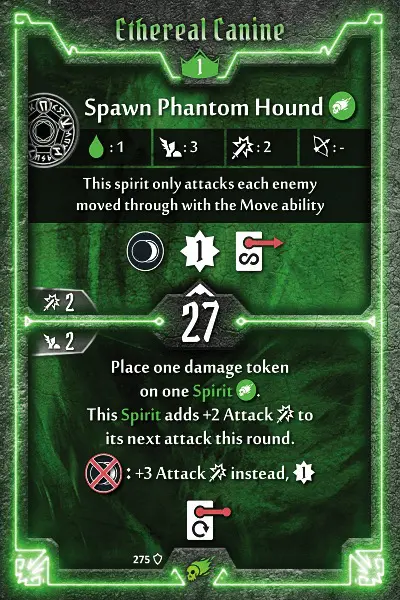 Ethereal Canine
1
Spawn Phantom Hound
:1 :3 :2 :-
This spirit only attacks each enemy
moved through with the Move ability
1
2
27
2
Place one damage token
on one Spirit .
This Spirit adds +2 Attack to
its next attack this round.
: +3 Attack instead,
275